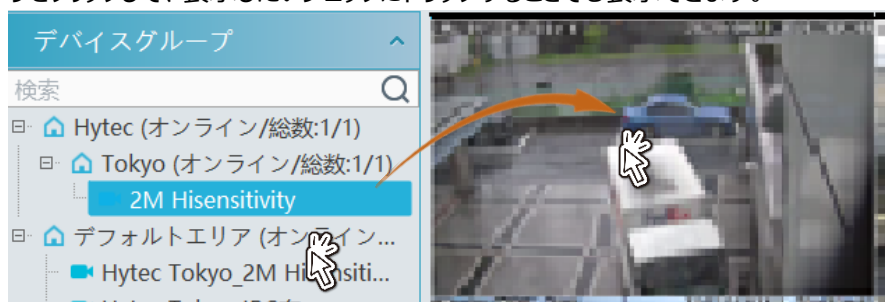 デバイスグループ
検索
Hytec (オンライン/総数:1/1)
Tokyo (オンライン/総数:1/1)
2M Hisensitivity
デフォルトエリア (オンライン...
Hytec Tokyo_2M